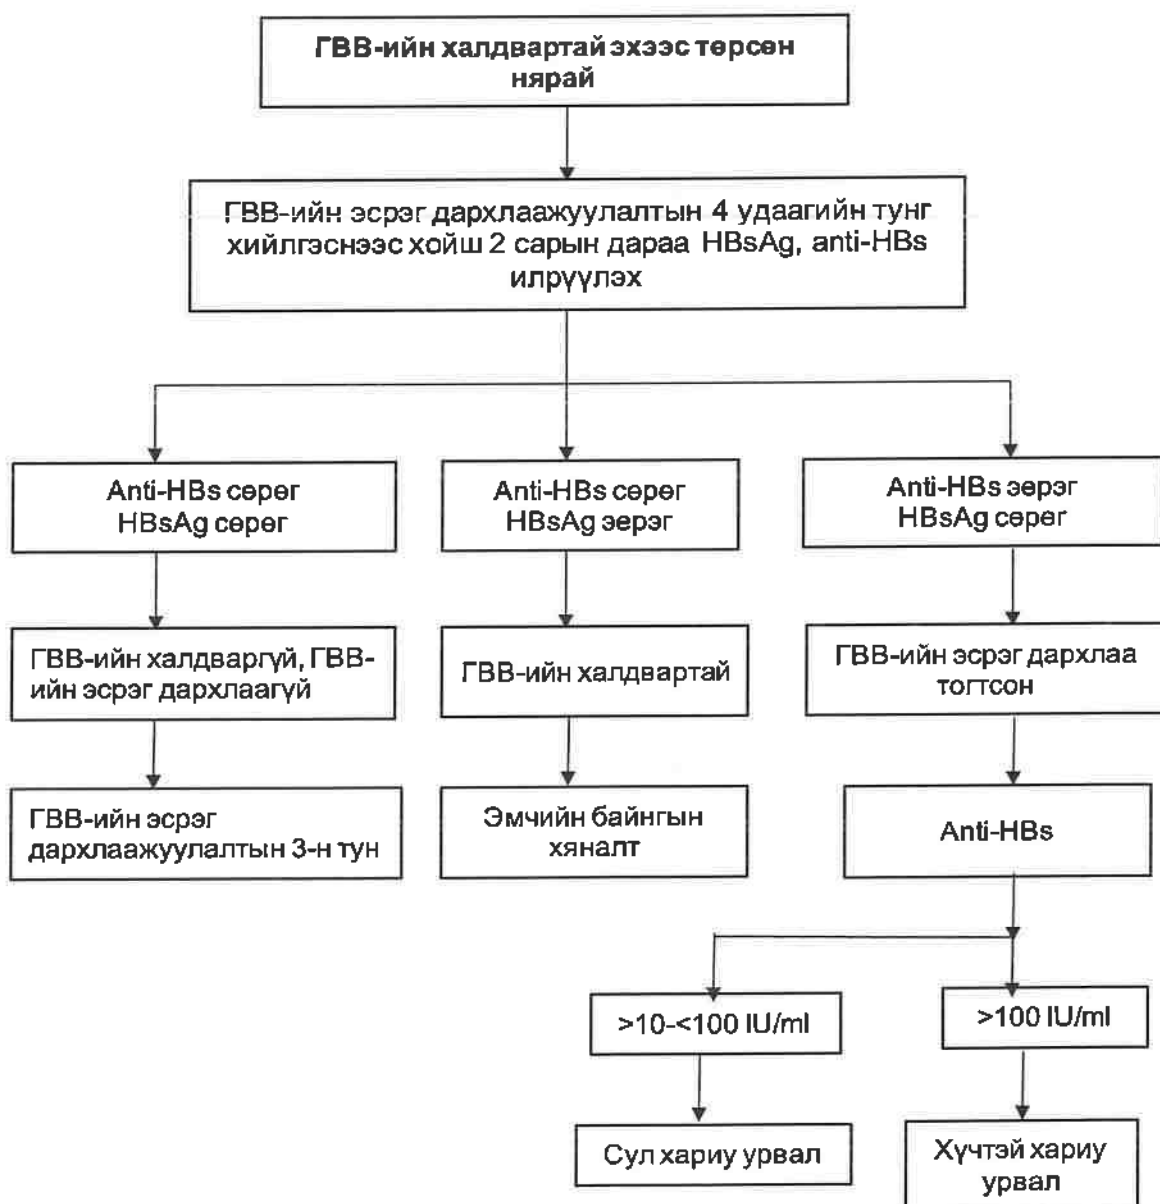 ГВВ-ийн халдвартай эхээс төрсөн
нярай
ГВВ-ийн эсрэг дархлаажуулалтын 4 удаагийн тунг
хийлгэснээс хойш 2 сарын дараа HBsAg, anti-HBs
илрүүлэх
Anti-HBs сөрөг
HBsAg сөрөг
Anti-HBs сөрөг
HBsAg эерэг
Anti-HBs эерэг
HBsAg сөрөг
ГВВ-ийн халдваргүй, ГВВ-
ийн эсрэг дархлаагүй
ГВВ-ийн халдвартай
ГВВ-ийн эсрэг дархлаа
тогтсон
ГВВ-ийн эсрэг
дархлаажуулалтын 3-н тун
Эмчийн байнгын
хяналт
Anti-HBs
>10-<100 IU/ml
>100 IU/ml
Сул хариу урвал
Хүчтэй хариу
урвал